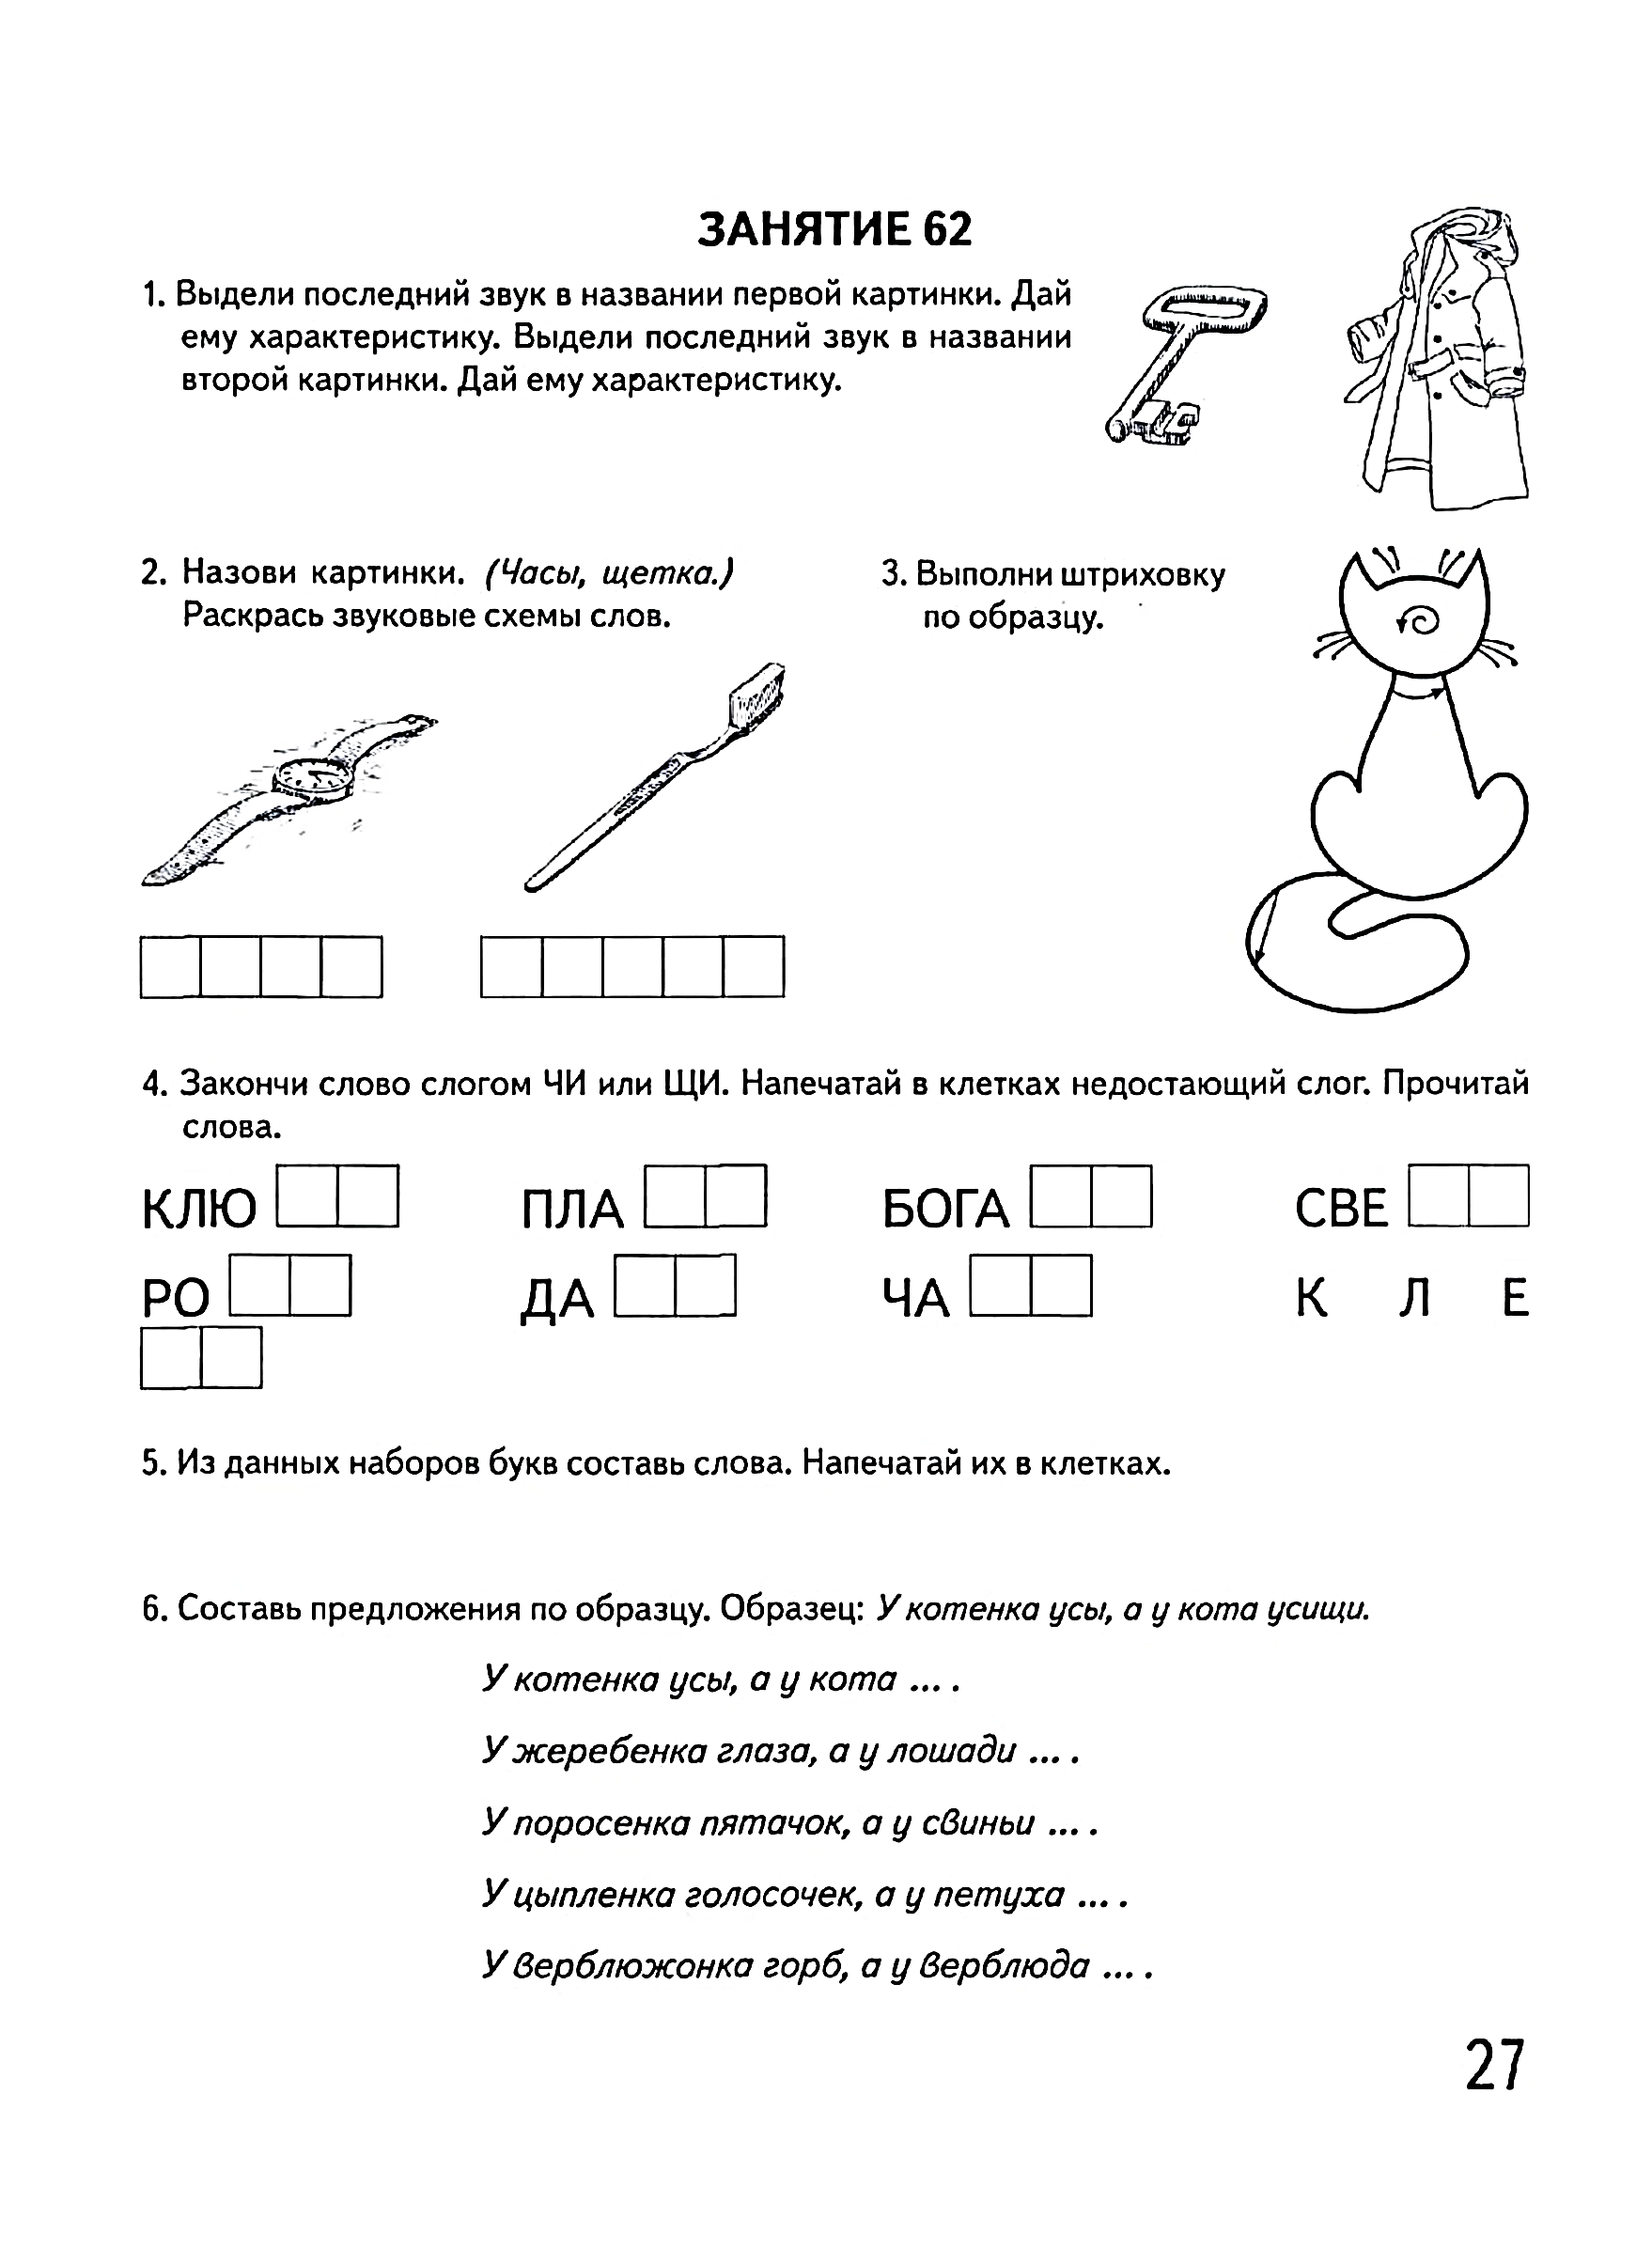 ЗАНЯТИЕ 62
1. Выдели последний звук в названии первой картинки. Дай
ему характеристику. Выдели последний звук в названии
второй картинки. Дай ему характеристику.
2. Назови картинки. (Часы, щетка.)
Раскрась звуковые схемы слов.
3. Выполни штриховку
по образцу.
4. Закончи слово слогом ЧИ или ЩИ. Напечатай в клетках недостающий слог. Прочитай
слова.
КЛЮ ПЛА БОГА СВЕ
РО ДА ЧА К Л Е
5. Из данных наборов букв составь слова. Напечатай их в клетках.
6. Составь предложения по образцу. Образец: У котенка усы, а у кота усищи.
У котенка усы, а у кота ... .
У жеребенка глаза, а у лошади ... .
У поросенка пятачок, а у свиньи ... .
У цыпленка голосочек, а у петуха ... .
У верблюжонка горб, а у верблюда ... .
27